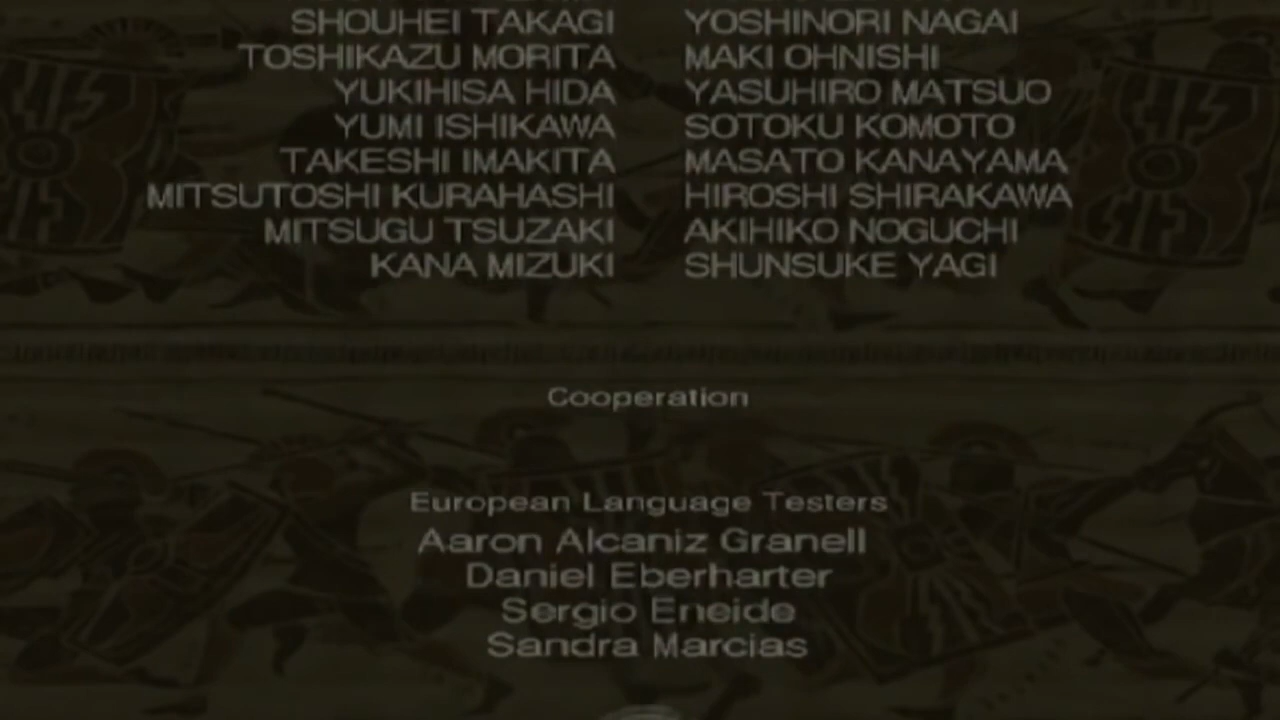 SHOUHEI TAKAGI YOSHINORI NAGAI
TOSHIKAZU MORITA MAKI OHNISHI
YUKIHISA HIDA YASUHIRO MATSUO
YUMI ISHIKAWA SOTOKU KOMOTO
TAKESHI IMAKITA MASATO KANAYAMA
MITSUTOSHI KURAHASHI HIROSHI SHIRAKAWA
MITSUGU TSUZAKI AKIHIKO NOGUCHI
KANA MIZUKI SHUNSUKE YAGI
Cooperation
European Language Testers
Aaron Alcaniz Granell
Daniel Eberharter
Sergio Eneide
Sandra Marcias